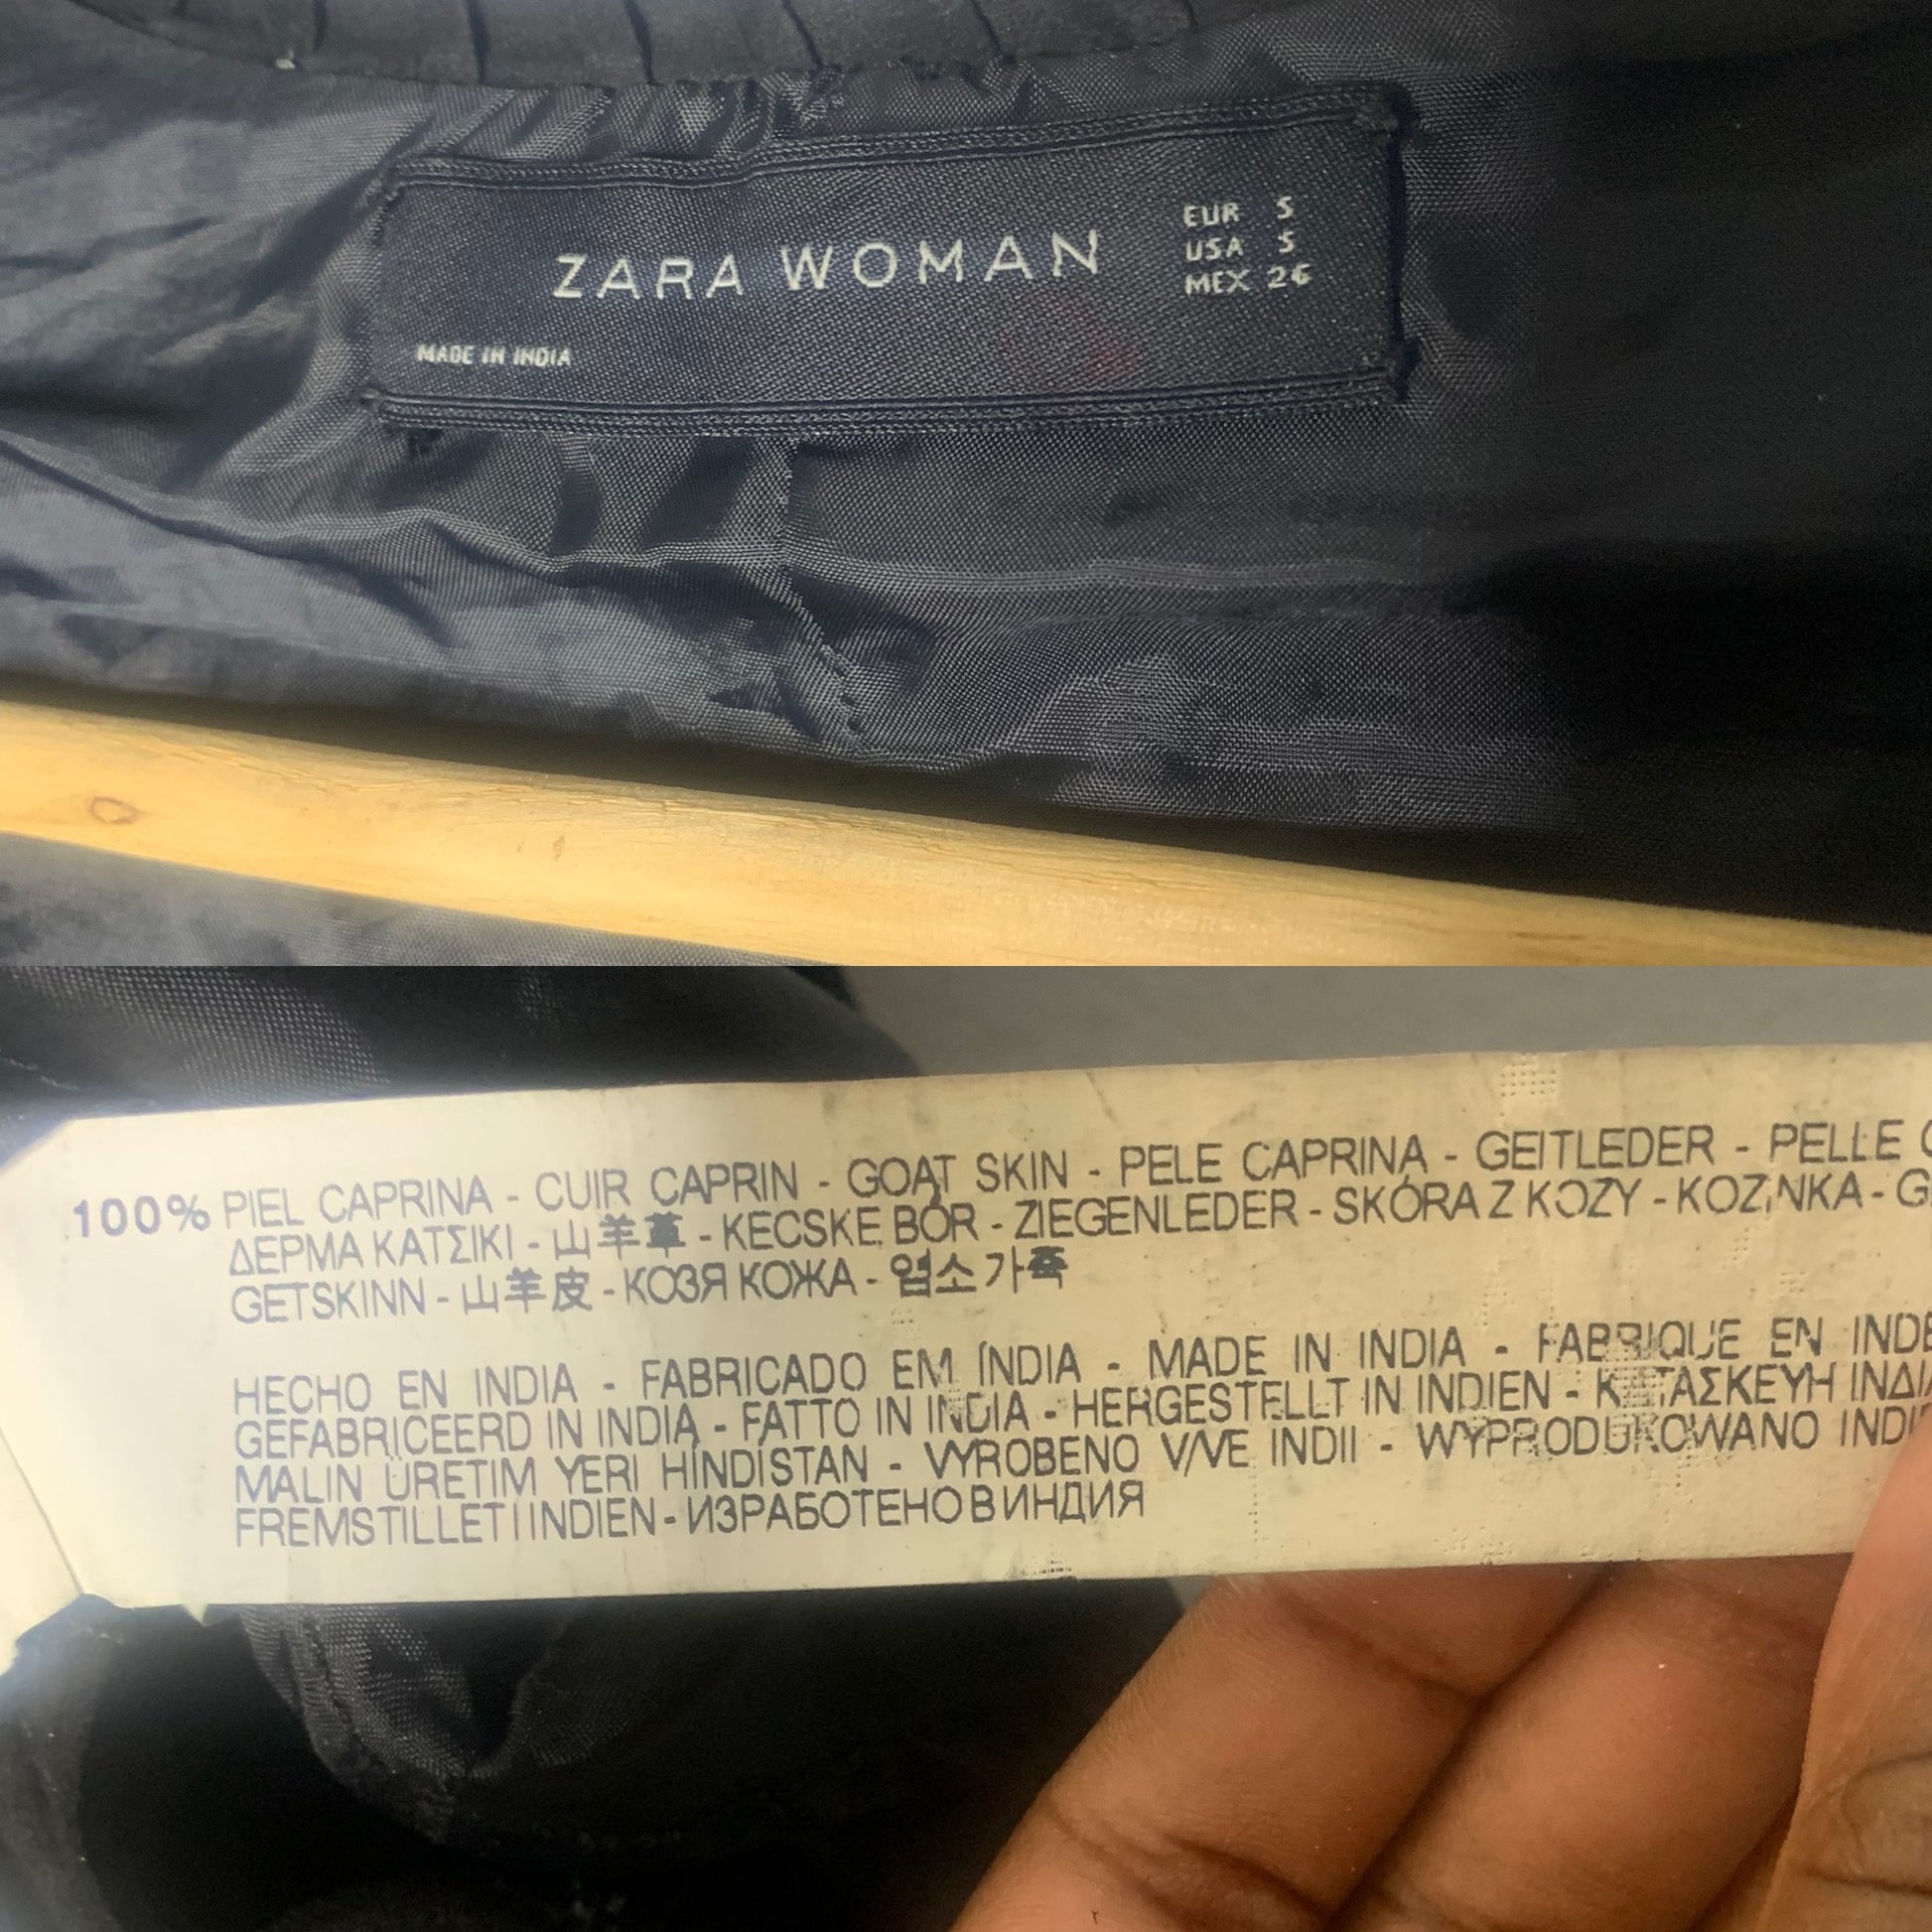 ZARA WOMAN
EUR S
USA S
MEX 26
MADE IN INDIA
100% PIEL CAPRINA - CUIR CAPRIN - GOAT SKIN - PELE CAPRINA - GEITLEDER - PELLE
ΔΕΡΜΑ ΚΑΤΣΙΚΙ - 山羊革 - KECSKE BŐR - ZIEGENLEDER - SKÓRA Z KOZY - KOZINKA -
GETSKINN - 山羊皮 - КОЗЯ КОЖА - 염소가죽
HECHO EN INDIA - FABRICADO EM ÍNDIA - MADE IN INDIA - FABRIQUE EN INDE
GEFABRICEERD IN INDIA - FATTO IN INDIA - HERGESTELLT IN INDIEN - ΚΑΤΑΣΚΕΥΗ
MALIN ÜRETIM YERI HİNDİSTAN - VYROBENO V/VE INDII - WYPRODUKOWANO
FREMSTILLET I INDIEN - ИЗРАБОТЕНО В ИНДИЯ